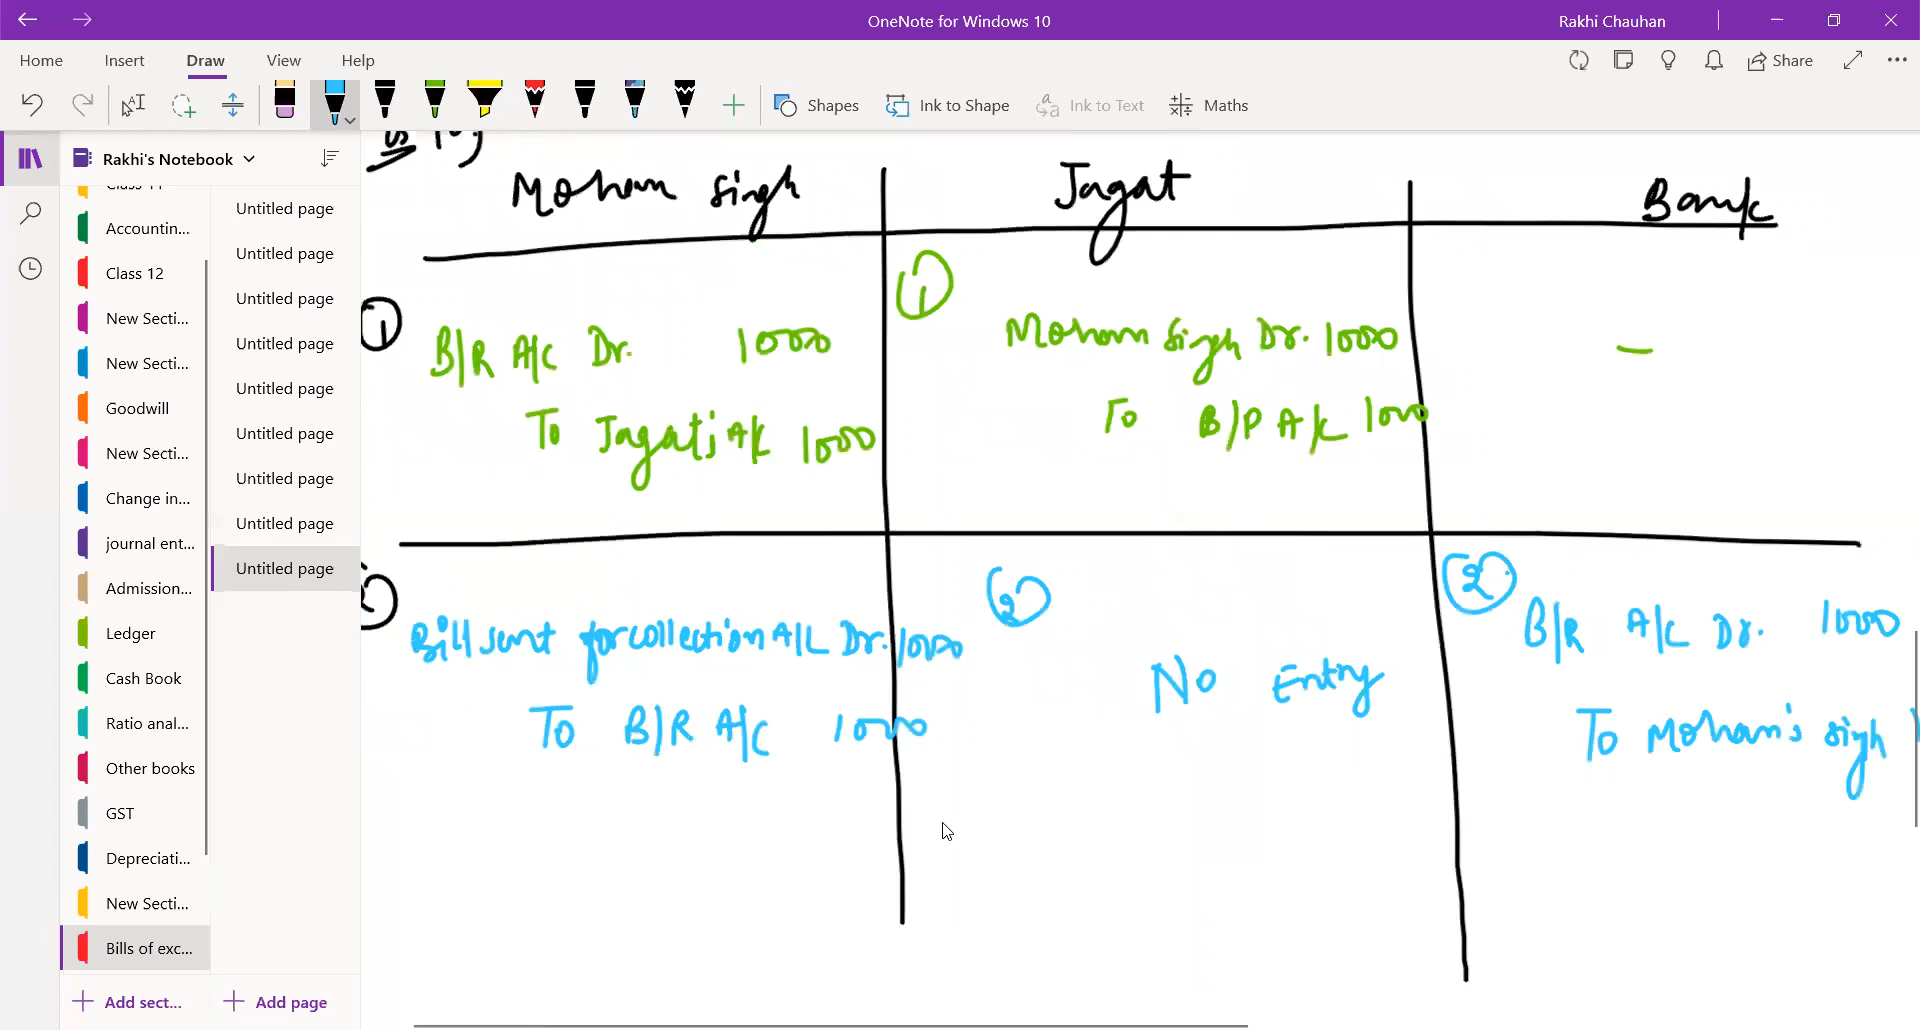 OneNote for Windows 10
Rakhi Chauhan
Home Insert Draw View Help
Share
Shapes Ink to Shape Ink to Text Maths
Rakhi's Notebook
Accountin...
Class 12
New Secti...
New Secti...
Goodwill
New Secti...
Change in...
journal ent...
Admission...
Ledger
Cash Book
Ratio anal...
Other books
GST
Depreciati...
New Secti...
Bills of exc...
Add sect...
Untitled page
Untitled page
Untitled page
Untitled page
Untitled page
Untitled page
Untitled page
Untitled page
Untitled page
Add page
Mohan Singh Jagat Bank
1
B/R A/C Dr. 1000
To Jagat's A/c 1000
1
Mohan Singh Dr. 1000
To B/P A/c 1000
-
Bill sent for collection A/c Dr. 1000
To B/R A/C 1000
2
No Entry
2
B/R A/C Dr. 1000
To Mohan's Singh